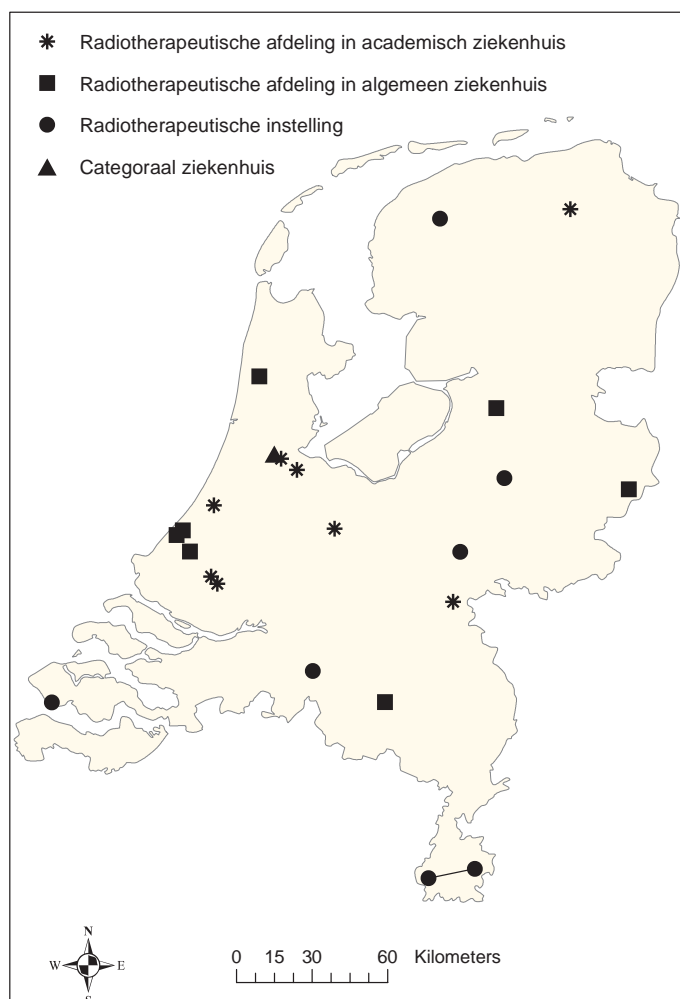 Radiotherapeutische afdeling in academisch ziekenhuis
Radiotherapeutische afdeling in algemeen ziekenhuis
Radiotherapeutische instelling
Categoraal ziekenhuis
N
W E
S
0 15 30 60 Kilometers